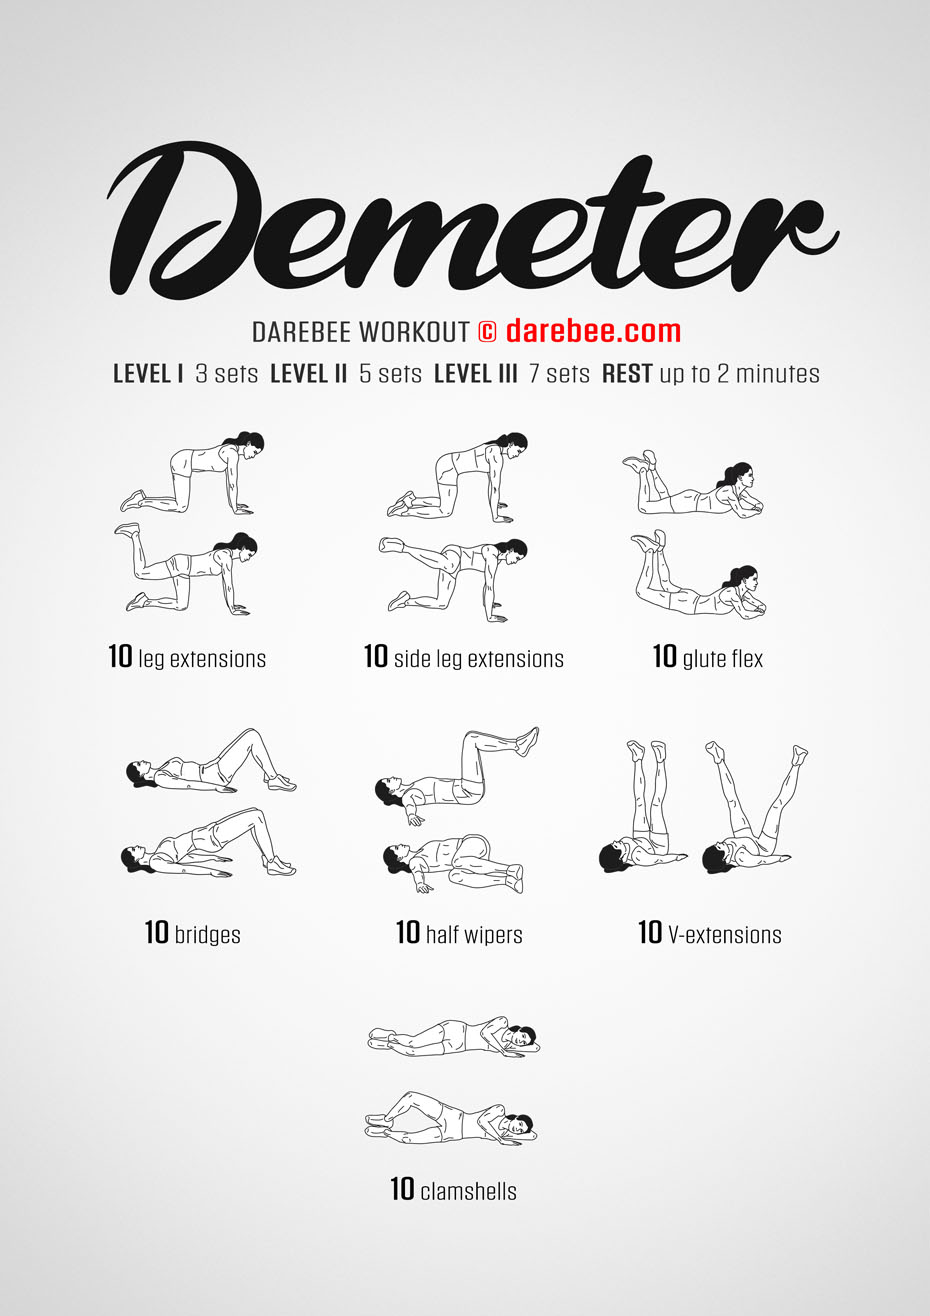 Demeter
DAREBEE WORKOUT © darebee.com
LEVEL I 3 sets LEVEL II 5 sets LEVEL III 7 sets REST up to 2 minutes
10 leg extensions
10 side leg extensions
10 glute flex
10 bridges
10 half wipers
10 V-extensions
10 clamshells